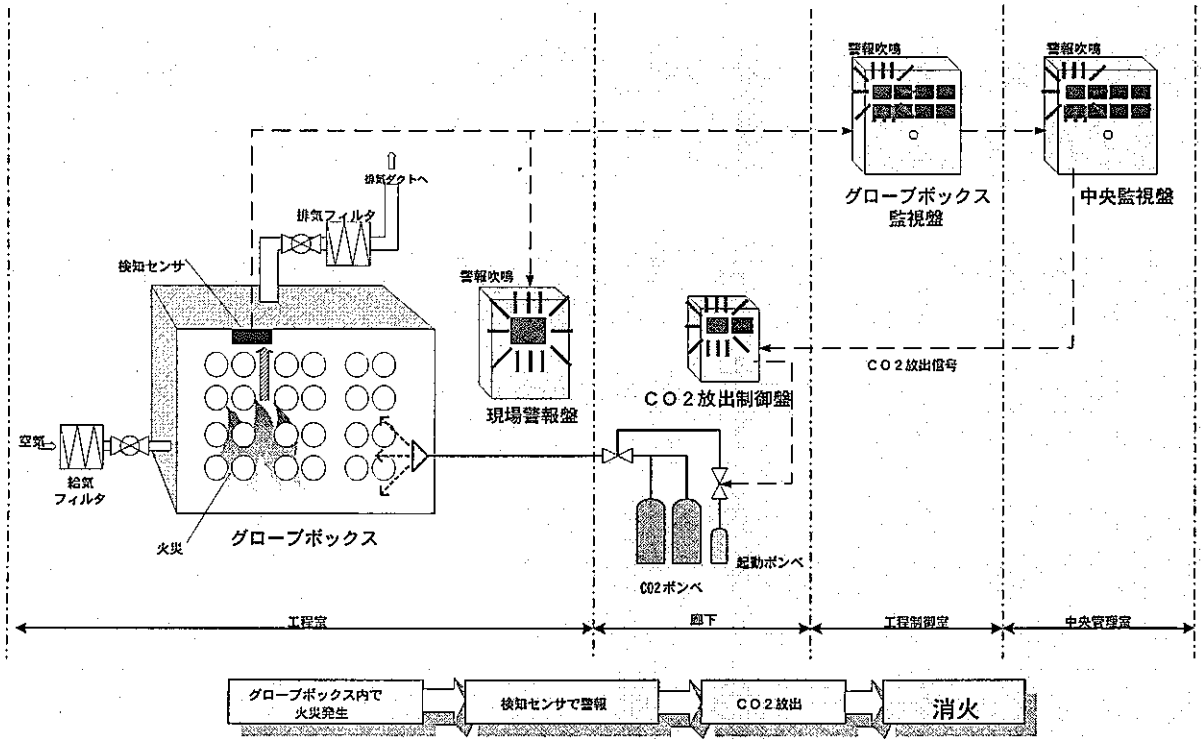 警報吹鳴
警報吹鳴
排気ダクトへ
グローブボックス
監視盤
中央監視盤
排気フィルタ
検知センサ
警報吹鳴
CO2放出信号
現場警報盤
CO2放出制御盤
空気
給気
フィルタ
火災
グローブボックス
CO2ボンベ
起動ボンベ
工程室
廊下
工程制御室
中央管理室
グローブボックス内で
火災発生
検知センサで警報
CO2放出
消火